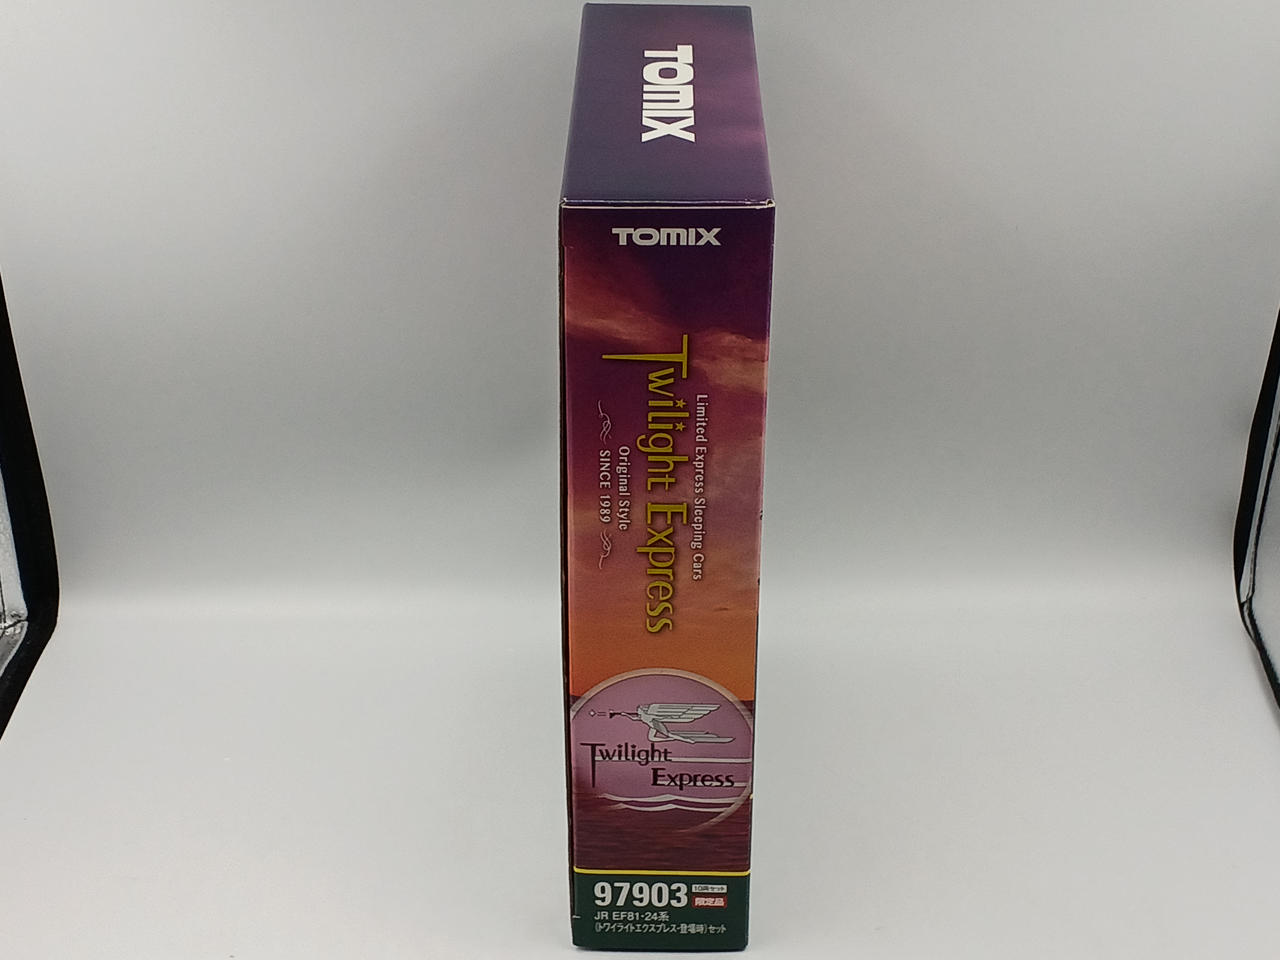 TOMIX
TOMIX
Limited Express Sleeping Cars
Twilight Express
Original Style
SINCE 1989
Twilight
Express
97903 10両セット
限定品
JR EF81・24系
(トワイライトエクスプレス・登場時)セット